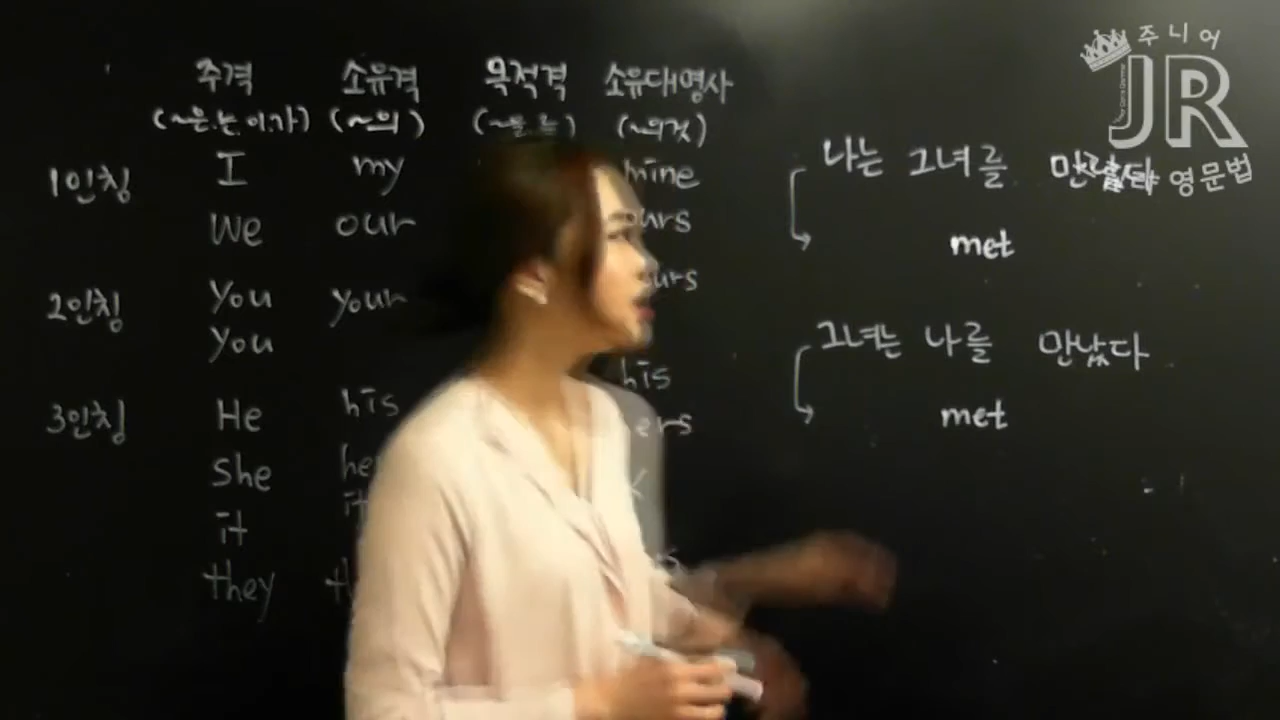 주격 소유격 목적격 소유대명사
(~은.는.이.가) (~의) (~의것)
1인칭 I my mine
We our
2인칭 You your
You
3인칭 He his his
She
it
they
나는 그녀를
met
그녀는 나를 만났다
met
주니어
JR
영문법